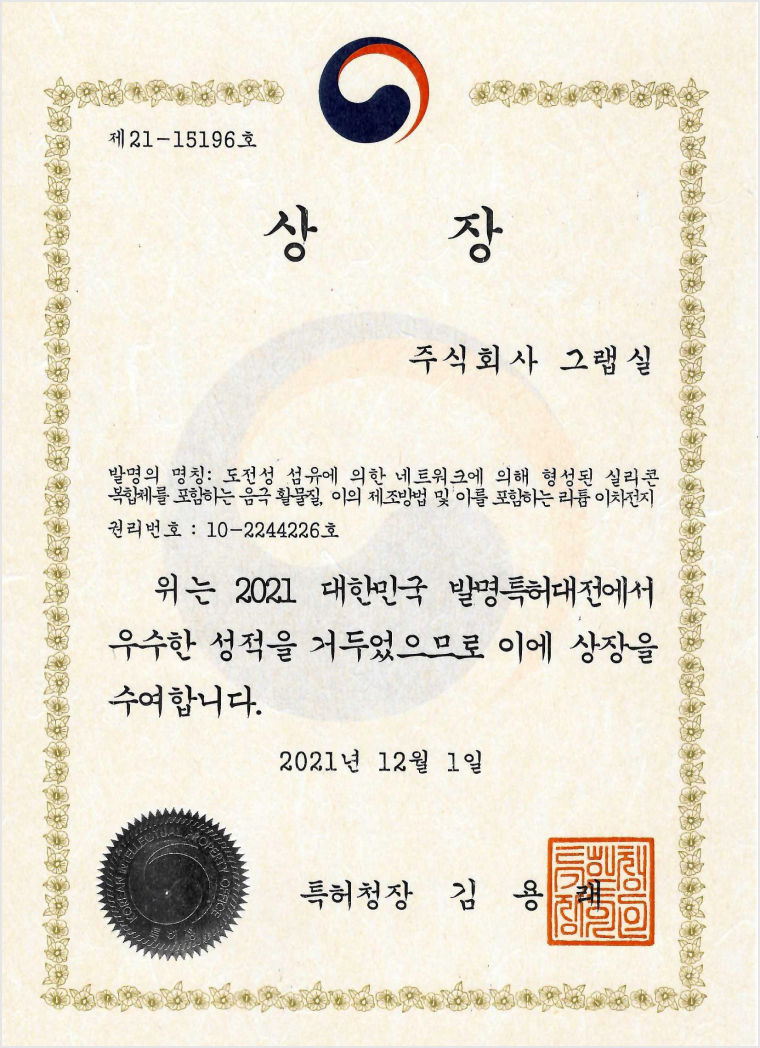 제21-15196호
상 장
주식회사 그랩실
발명의 명칭: 도전성 섬유에 의한 네트워크에 의해 형성된 실리콘
복합체를 포함하는 음극 활물질, 이의 제조방법 및 이를 포함하는 리튬 이차전지
권리번호 : 10-2244226호
위는 2021 대한민국 발명특허대전에서
우수한 성적을 거두었으므로 이에 상장을
수여합니다.
2021년 12월 1일
특허청장 김 용 래
KOREAN INTELLECTUAL PROPERTY OFFICE
특허청